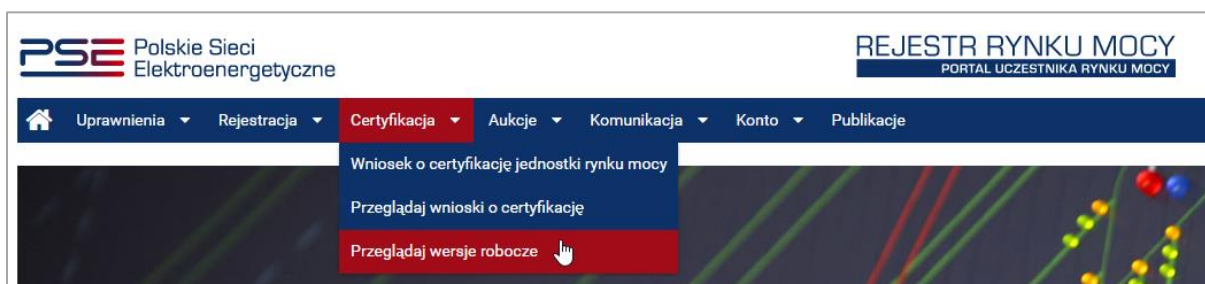 PSE Polskie Sieci
Elektroenergetyczne
REJESTR RYNKU MOCY
PORTAL UCZESTNIKA RYNKU MOCY
Uprawnienia Rejestracja Certyfikacja Aukcje Komunikacja Konto Publikacje
Wniosek o certyfikację jednostki rynku mocy
Przeglądaj wnioski o certyfikację
Przeglądaj wersje robocze